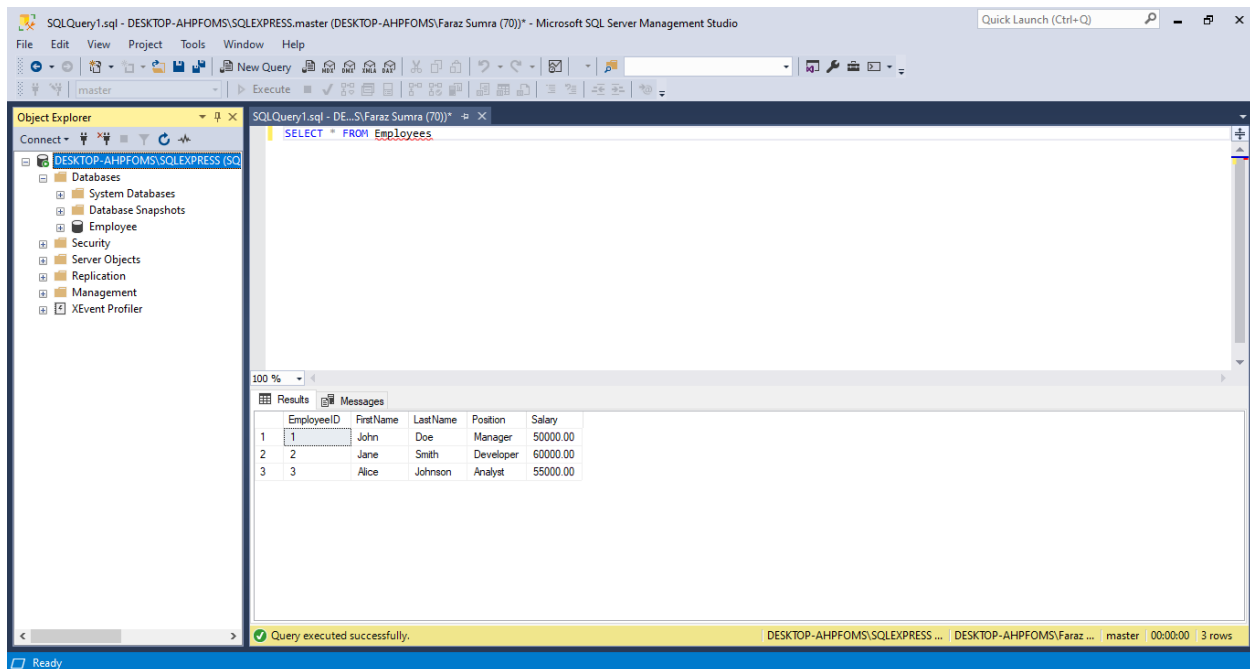 SQLQuery1.sql - DESKTOP-AHPFOMS\SQLEXPRESS.master (DESKTOP-AHPFOMS\Faraz Sumra (70))* - Microsoft SQL Server Management Studio
Quick Launch (Ctrl+Q)
File Edit View Project Tools Window Help
New Query MDX DMX XMLA DAX
master Execute
Object Explorer
SQLQuery1.sql - DE...S\Faraz Sumra (70))*
Connect
SELECT * FROM Employees
DESKTOP-AHPFOMS\SQLEXPRESS (SQ
Databases
System Databases
Database Snapshots
Employee
Security
Server Objects
Replication
Management
XEvent Profiler
100 %
Results Messages
EmployeeID FirstName LastName Position Salary
1 1 John Doe Manager 50000.00
2 2 Jane Smith Developer 60000.00
3 3 Alice Johnson Analyst 55000.00
Query executed successfully. DESKTOP-AHPFOMS\SQLEXPRESS ... DESKTOP-AHPFOMS\Faraz ... master 00:00:00 3 rows
Ready